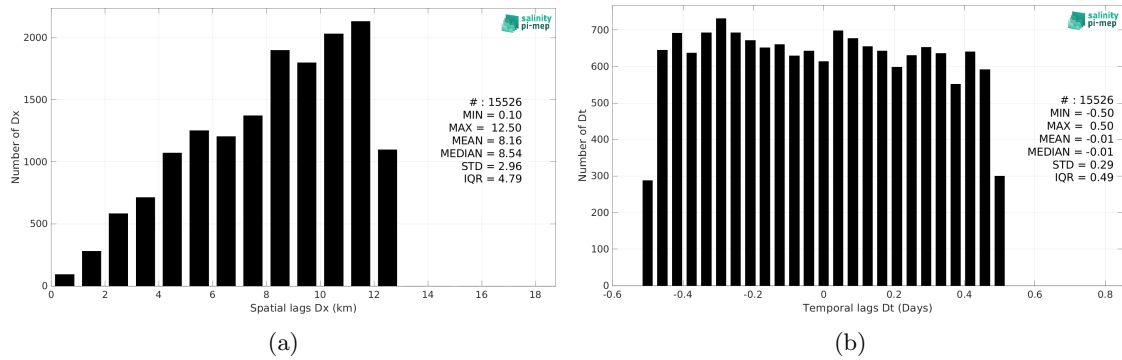 salinity
pi-mep
2000
1500
1000
500
0
Number of Dx
# : 15526
MIN = 0.10
MAX = 12.50
MEAN = 8.16
MEDIAN = 8.54
STD = 2.96
IQR = 4.79
0 2 4 6 8 10 12 14 16 18
Spatial lags Dx (km)
(a)
salinity
pi-mep
700
600
500
400
300
200
100
0
Number of Dt
# : 15526
MIN = -0.50
MAX = 0.50
MEAN = -0.01
MEDIAN = -0.01
STD = 0.29
IQR = 0.49
-0.6 -0.4 -0.2 0 0.2 0.4 0.6 0.8
Temporal lags Dt (Days)
(b)